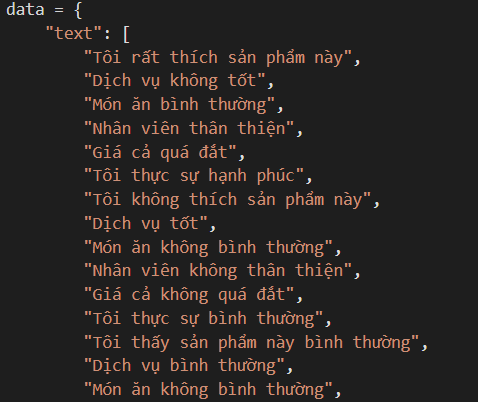 data = {
"text": [
"Tôi rất thích sản phẩm này",
"Dịch vụ không tốt",
"Món ăn bình thường",
"Nhân viên thân thiện",
"Giá cả quá đắt",
"Tôi thực sự hạnh phúc",
"Tôi không thích sản phẩm này",
"Dịch vụ tốt",
"Món ăn không bình thường",
"Nhân viên không thân thiện",
"Giá cả không quá đắt",
"Tôi thực sự bình thường",
"Tôi thấy sản phẩm này bình thường",
"Dịch vụ bình thường",
"Món ăn không bình thường",